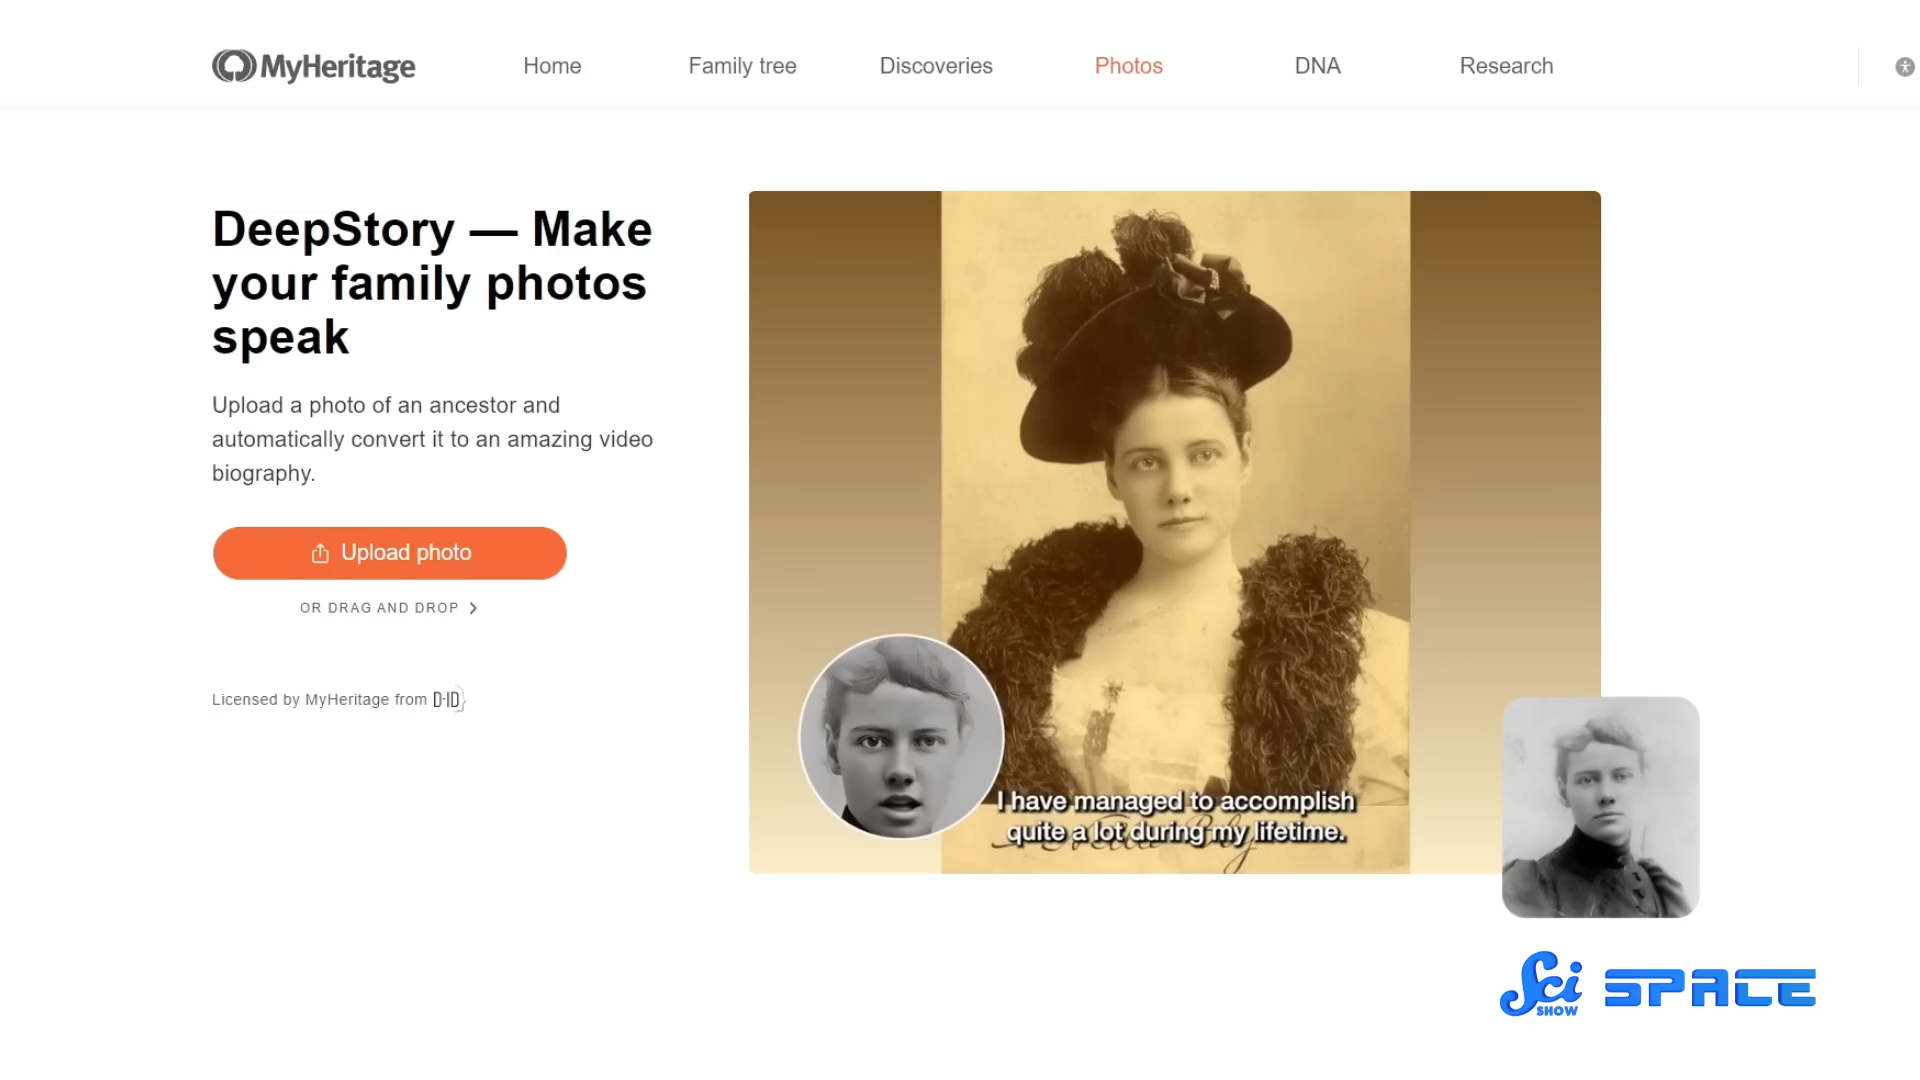 MyHeritage
Home
Family tree
Discoveries
Photos
DNA
Research
DeepStory — Make
your family photos
speak
Upload a photo of an ancestor and
automatically convert it to an amazing video
biography.
Upload photo
OR DRAG AND DROP
Licensed by MyHeritage from D-ID
I have managed to accomplish
quite a lot during my lifetime.
Nellie Bly
Sci
SHOW
SPACE